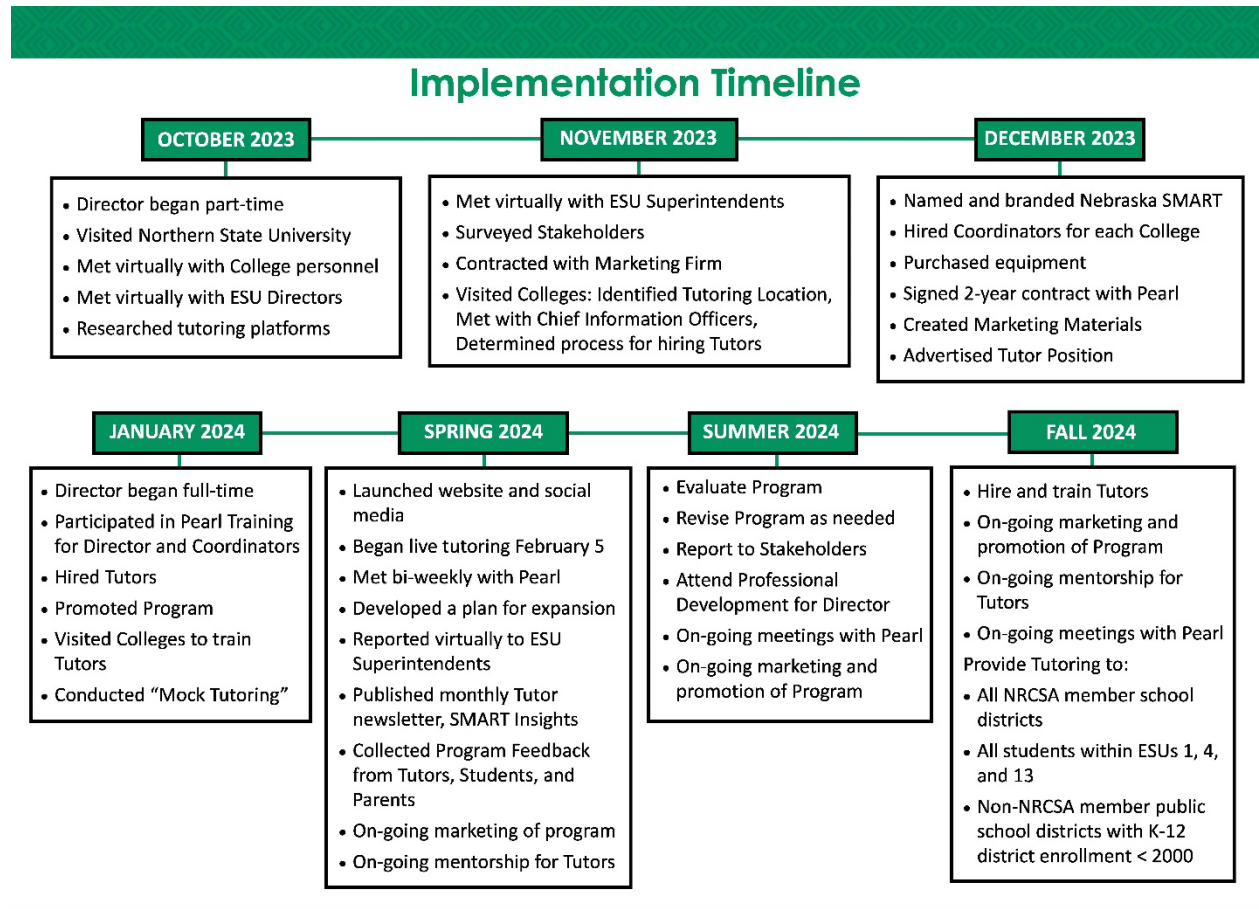 Implementation Timeline
OCTOBER 2023
• Director began part-time
• Visited Northern State University
• Met virtually with College personnel
• Met virtually with ESU Directors
• Researched tutoring platforms
NOVEMBER 2023
• Met virtually with ESU Superintendents
• Surveyed Stakeholders
• Contracted with Marketing Firm
• Visited Colleges: Identified Tutoring Location,
Met with Chief Information Officers,
Determined process for hiring Tutors
DECEMBER 2023
• Named and branded Nebraska SMART
• Hired Coordinators for each College
• Purchased equipment
• Signed 2-year contract with Pearl
• Created Marketing Materials
• Advertised Tutor Position
JANUARY 2024
• Director began full-time
• Participated in Pearl Training
for Director and Coordinators
• Hired Tutors
• Promoted Program
• Visited Colleges to train
Tutors
• Conducted “Mock Tutoring”
SPRING 2024
• Launched website and social
media
• Began live tutoring February 5
• Met bi-weekly with Pearl
• Developed a plan for expansion
• Reported virtually to ESU
Superintendents
• Published monthly Tutor
newsletter, SMART Insights
• Collected Program Feedback
from Tutors, Students, and
Parents
• On-going marketing of program
• On-going mentorship for Tutors
SUMMER 2024
• Evaluate Program
• Revise Program as needed
• Report to Stakeholders
• Attend Professional
Development for Director
• On-going meetings with Pearl
• On-going marketing and
promotion of Program
FALL 2024
• Hire and train Tutors
• On-going marketing and
promotion of Program
• On-going mentorship for
Tutors
• On-going meetings with Pearl
Provide Tutoring to:
• All NRCSA member school
districts
• All students within ESUs 1, 4,
and 13
• Non-NRCSA member public
school districts with K-12
district enrollment < 2000